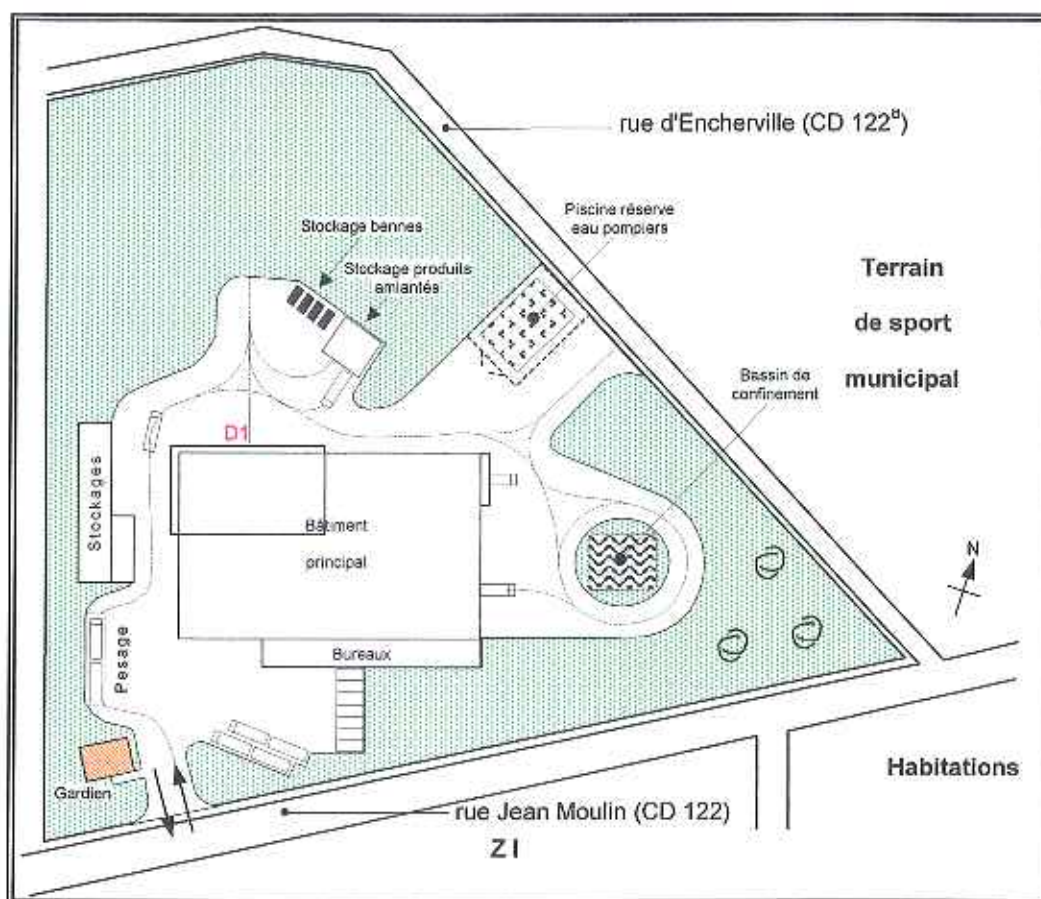 rue d'Encherville (CD 122ª)
Piscine réserve
eau pompiers
Stockage bennes
Stockage produits
amiantés
Terrain
de sport
municipal
Bassin de
confinement
D1
Stockages
Bâtiment
principal
N
Pesage
Bureaux
Gardien
Habitations
rue Jean Moulin (CD 122)
Z I